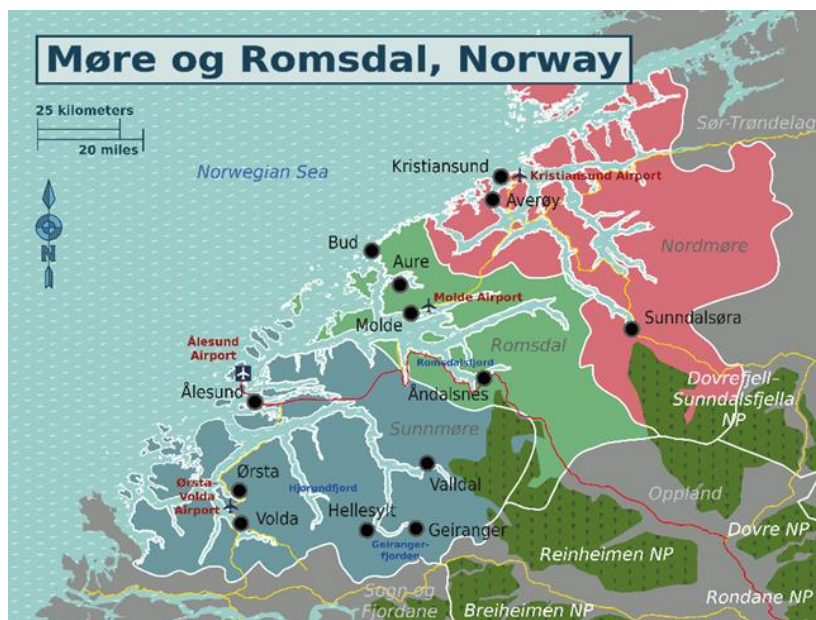 Møre og Romsdal, Norway
25 kilometers
20 miles
Sør-Trøndelag
Norwegian Sea
Kristiansund
Kristiansund Airport
Averøy
N
Bud
Nordmøre
Aure
Molde Airport
Molde
Sunndalsøra
Ålesund
Airport
Romsdal
Romsdalsfjord
Dovrefjell-
Sunndalsfjella
NP
Ålesund
Åndalsnes
Sunnmøre
Ørsta
Volda
Airport
Ørsta
Hjorundfjord
Valldal
Oppland
Volda
Hellesylt
Geiranger
Dovre NP
Geiranger-
fjorden
Reinheimen NP
Sogn og
Fjordane
Breiheimen NP
Rondane NP